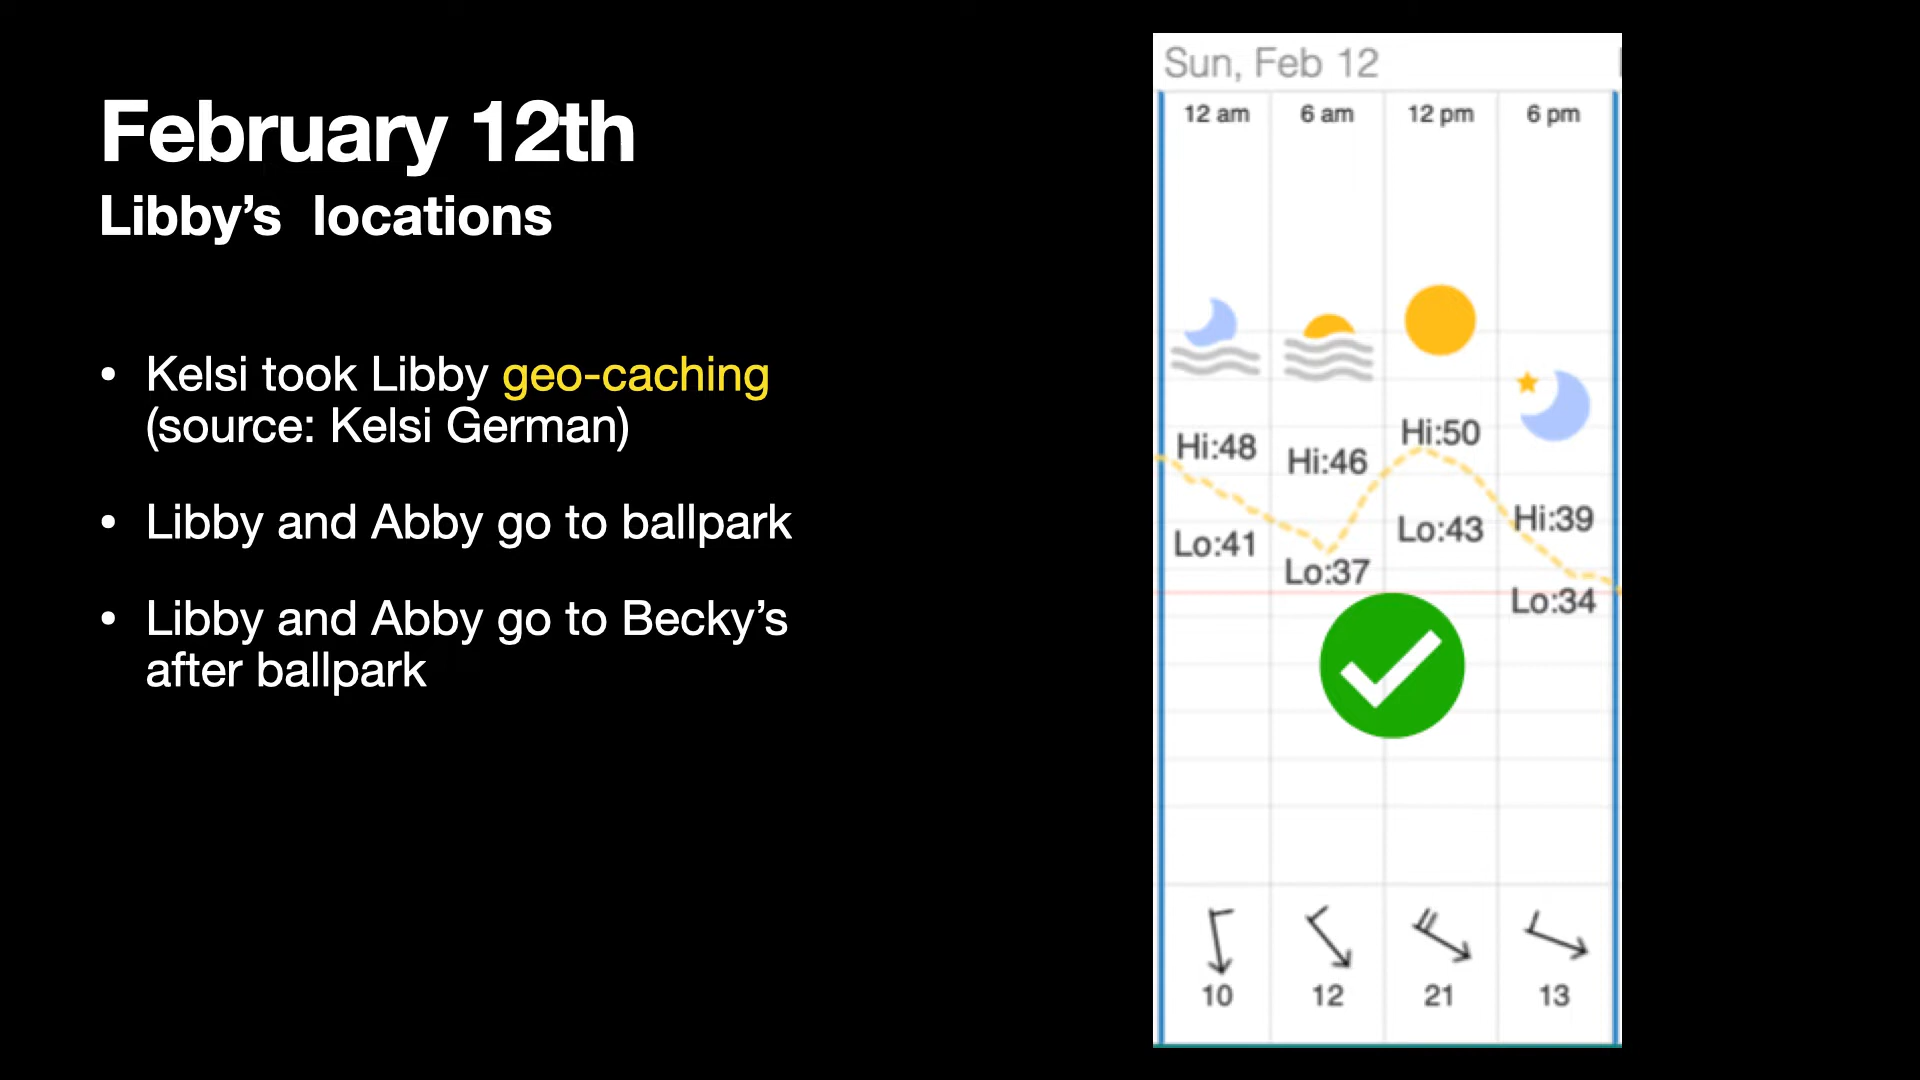 February 12th
Libby’s locations
• Kelsi took Libby geo-caching
(source: Kelsi German)
• Libby and Abby go to ballpark
• Libby and Abby go to Becky’s
after ballpark
Sun, Feb 12
12 am 6 am 12 pm 6 pm
Hi:48 Hi:46 Hi:50 Hi:39
Lo:41 Lo:37 Lo:43 Lo:34
10 12 21 13